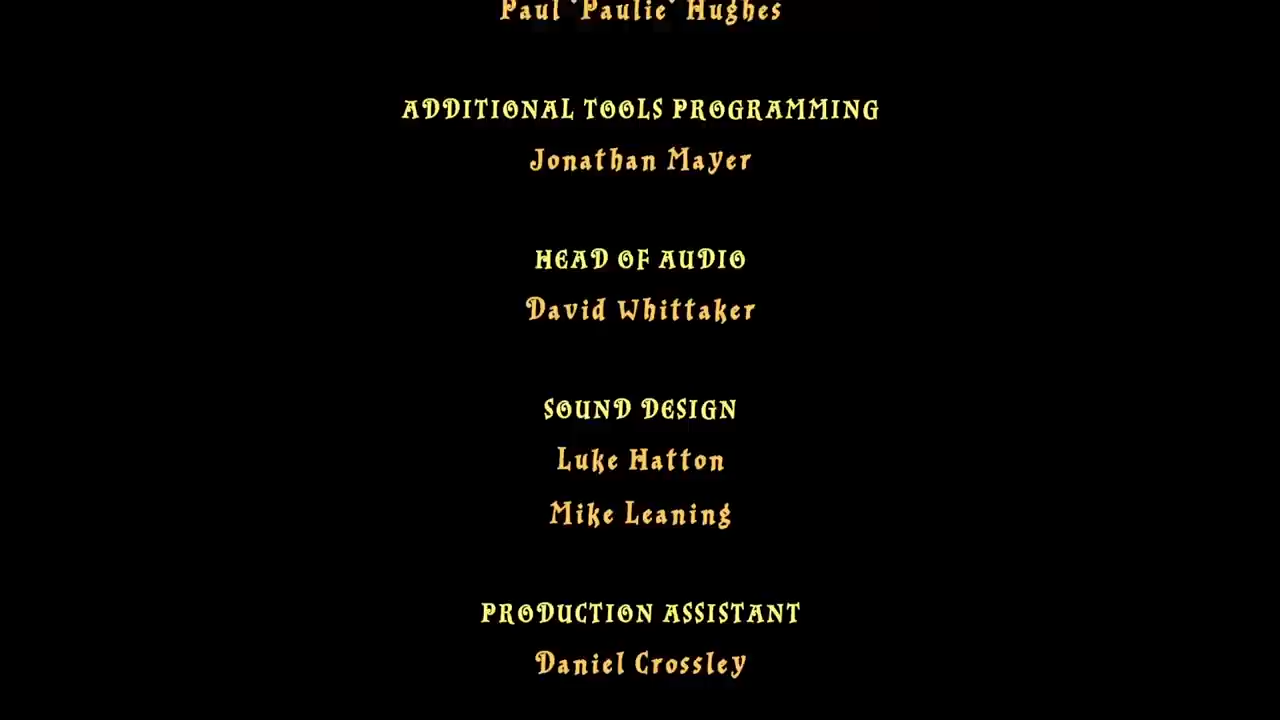 Paul 'Paulie' Hughes
ADDITIONAL TOOLS PROGRAMMING
Jonathan Mayer
HEAD OF AUDIO
David Whittaker
SOUND DESIGN
Luke Hatton
Mike Leaning
PRODUCTION ASSISTANT
Daniel Crossley